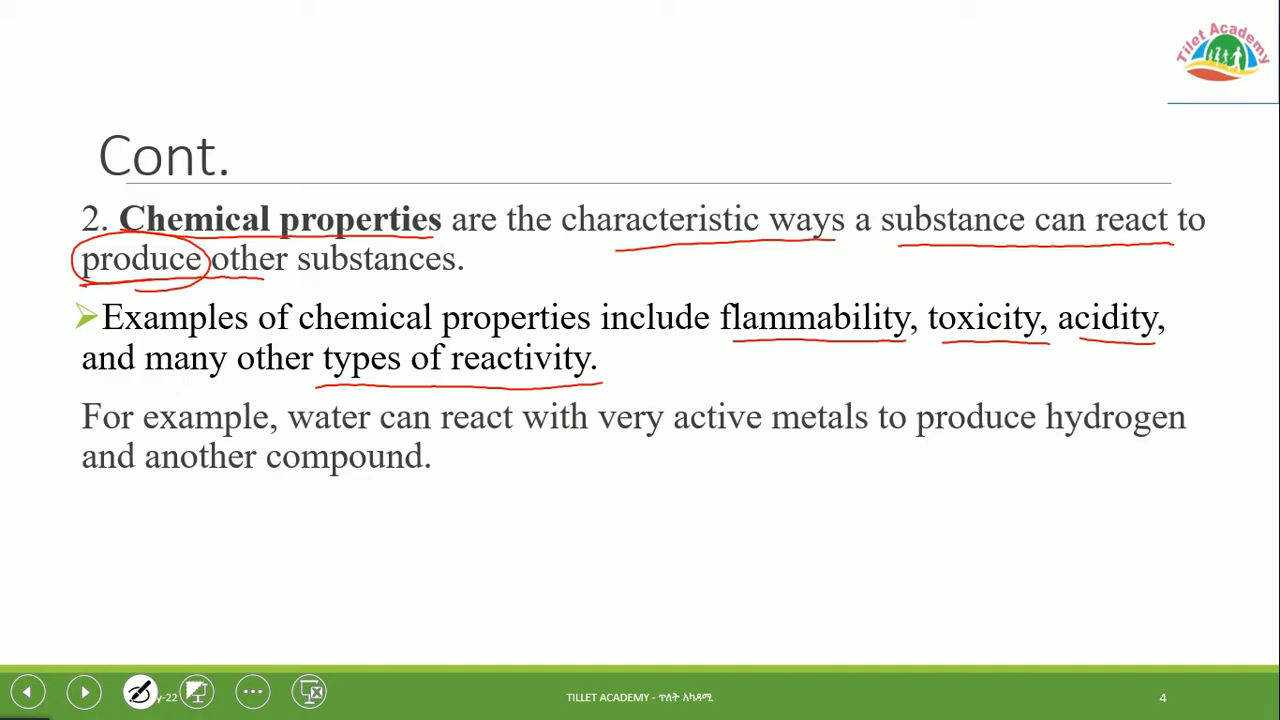 Tilet Academy
Cont.
2. Chemical properties are the characteristic ways a substance can react to
produce other substances.
Examples of chemical properties include flammability, toxicity, acidity,
and many other types of reactivity.
For example, water can react with very active metals to produce hydrogen
and another compound.
y-22
TILLET ACADEMY - ጥለት አካዳሚ
4